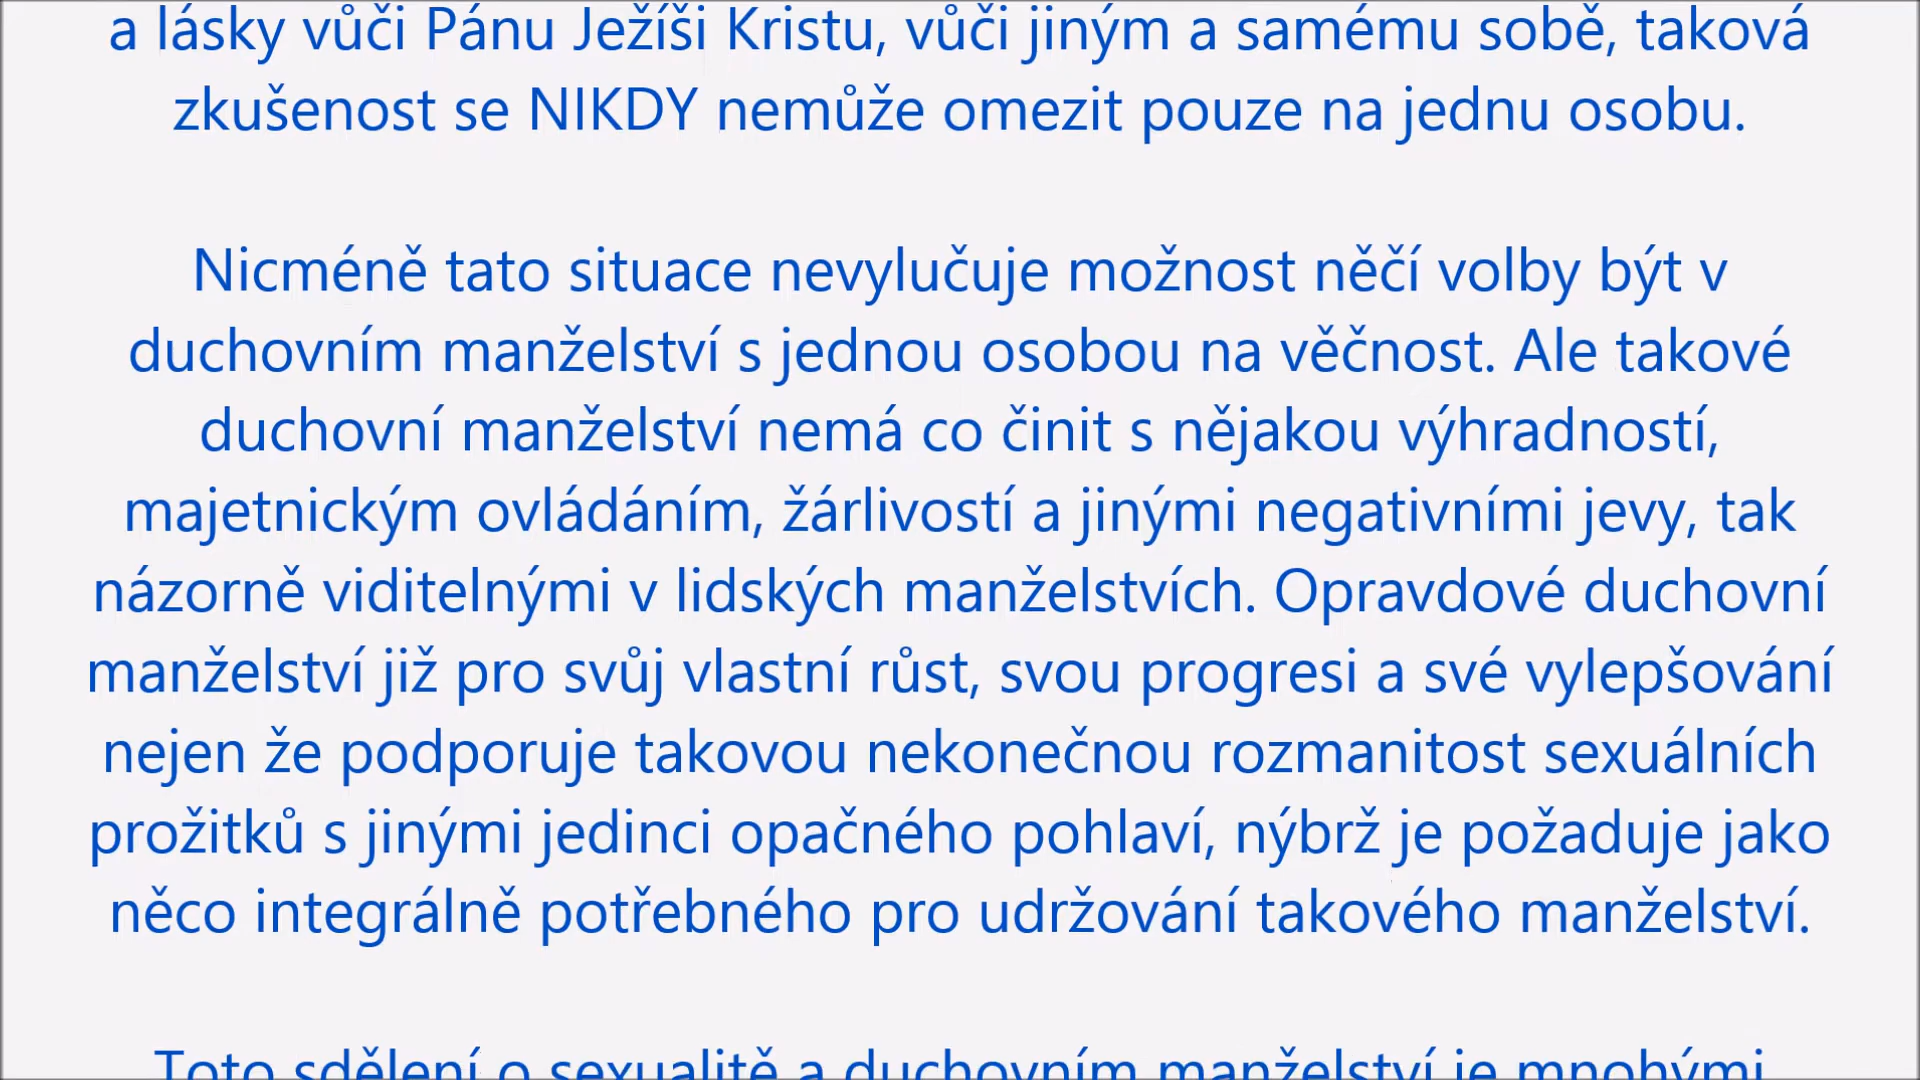 a lásky vůči Pánu Ježíši Kristu, vůči jiným a samému sobě, taková
zkušenost se NIKDY nemůže omezit pouze na jednu osobu.
Nicméně tato situace nevylučuje možnost něčí volby být v
duchovním manželství s jednou osobou na věčnost. Ale takové
duchovní manželství nemá co činit s nějakou výhradností,
majetnickým ovládáním, žárlivostí a jinými negativními jevy, tak
názorně viditelnými v lidských manželstvích. Opravdové duchovní
manželství již pro svůj vlastní růst, svou progresi a své vylepšování
nejen že podporuje takovou nekonečnou rozmanitost sexuálních
prožitků s jinými jedinci opačného pohlaví, nýbrž je požaduje jako
něco integrálně potřebného pro udržování takového manželství.
Toto sdělení o sexualitě a duchovním manželství je mnohými